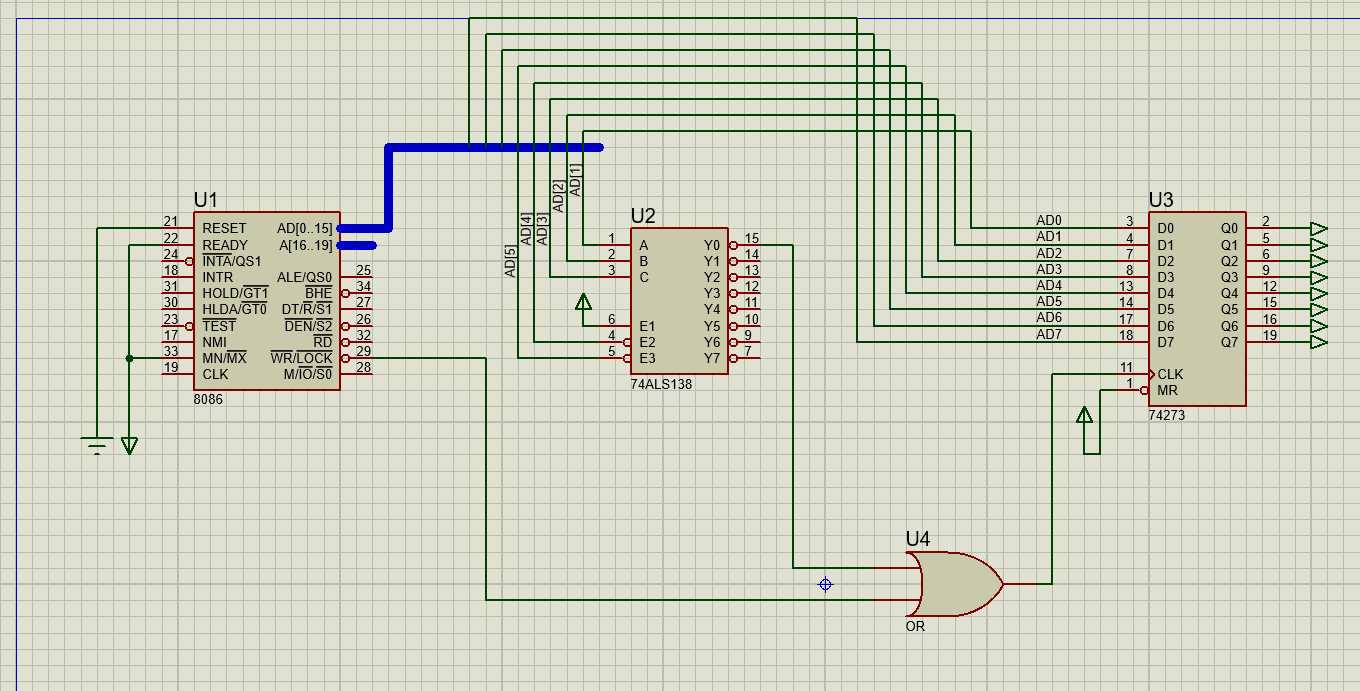 U1
21 RESET AD[0..15]
22 READY A[16..19]
24 INTA/QS1
18 INTR ALE/QS0 25
31 HOLD/GT1 BHE 34
30 HLDA/GT0 DT/R/S1 27
23 TEST DEN/S2 26
17 NMI RD 32
33 MN/MX WR/LOCK 29
19 CLK M/IO/S0 28
8086
AD[5]
AD[4]
AD[3]
AD[2]
AD[1]
U2
1 A Y0 15
2 B Y1 14
3 C Y2 13
Y3 12
Y4 11
6 E1 Y5 10
4 E2 Y6 9
5 E3 Y7 7
74ALS138
U3
AD0 3 D0 Q0 2
AD1 4 D1 Q1 5
AD2 7 D2 Q2 6
AD3 8 D3 Q3 9
AD4 13 D4 Q4 12
AD5 14 D5 Q5 15
AD6 17 D6 Q6 16
AD7 18 D7 Q7 19
11 CLK
1 MR
74273
U4
OR